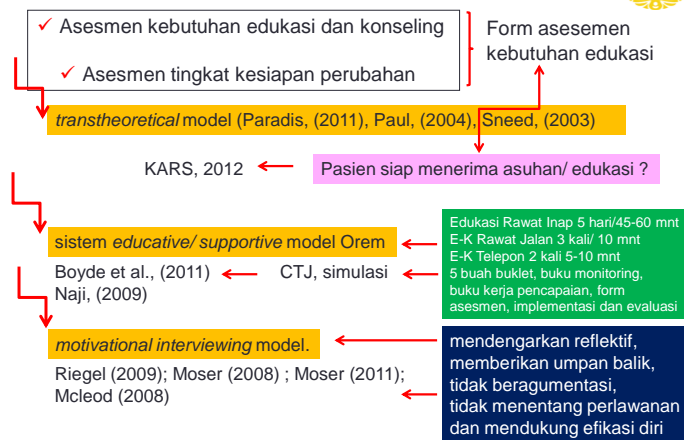 ✓ Asesmen kebutuhan edukasi dan konseling
✓ Asesmen tingkat kesiapan perubahan
Form asesemen
kebutuhan edukasi
transtheoretical model (Paradis, (2011), Paul, (2004), Sneed, (2003)
KARS, 2012
Pasien siap menerima asuhan/ edukasi ?
sistem educative/ supportive model Orem
Boyde et al., (2011)
Naji, (2009)
CTJ, simulasi
Edukasi Rawat Inap 5 hari/45-60 mnt
E-K Rawat Jalan 3 kali/ 10 mnt
E-K Telepon 2 kali 5-10 mnt
5 buah buklet, buku monitoring,
buku kerja pencapaian, form
asesmen, implementasi dan evaluasi
motivational interviewing model.
Riegel (2009); Moser (2008) ; Moser (2011);
Mcleod (2008)
mendengarkan reflektif,
memberikan umpan balik,
tidak beragumentasi,
tidak menentang perlawanan
dan mendukung efikasi diri